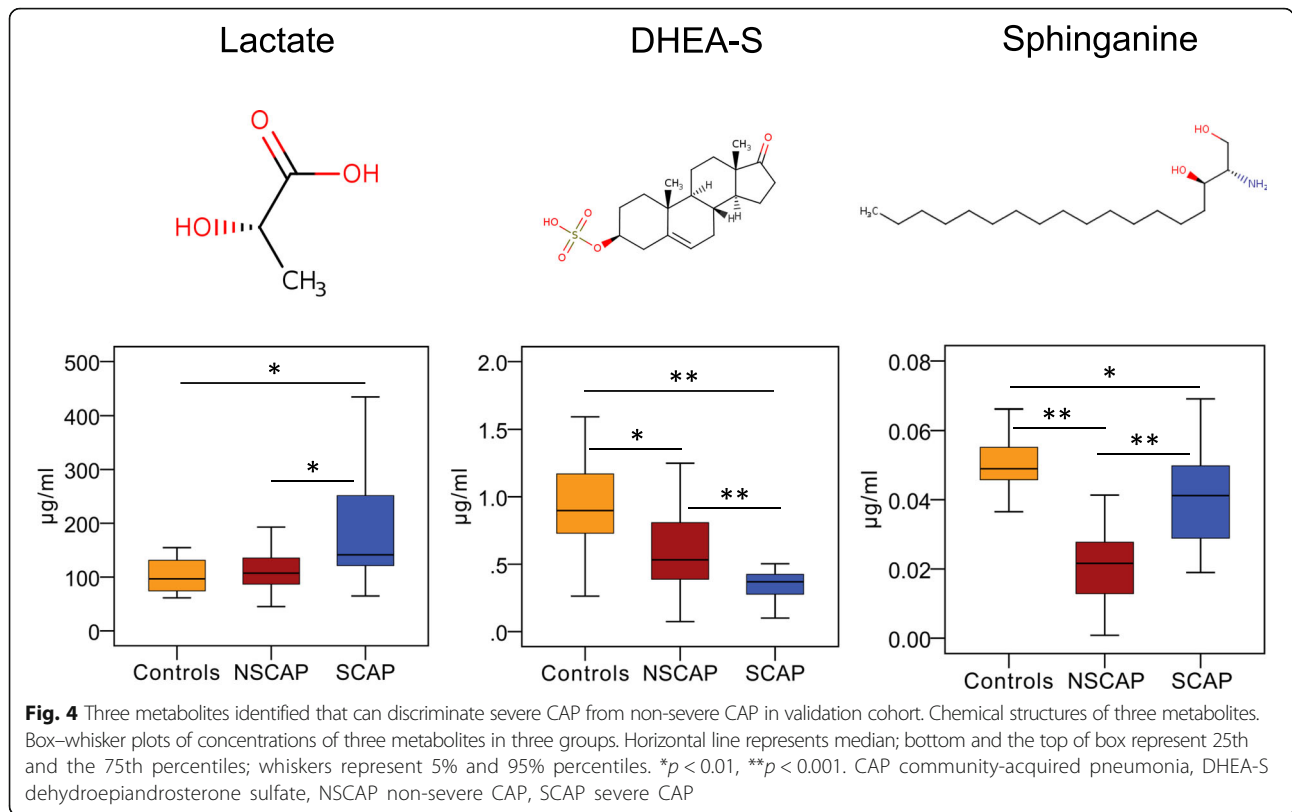 Lactate DHEA-S Sphinganine
O
OH
HO
CH3
CH3
O
CH3
H
H
H
HO
O
S
O
O
HO
HO
NH2
H3C
500
400
300
200
100
0
µg/ml
* *
Controls NSCAP SCAP
2.0
1.5
1.0
.5
.0
µg/ml
** * **
Controls NSCAP SCAP
0.08
0.06
0.04
0.02
0.00
µg/ml
* ** **
Controls NSCAP SCAP
Fig. 4 Three metabolites identified that can discriminate severe CAP from non-severe CAP in validation cohort. Chemical structures of three metabolites.
Box–whisker plots of concentrations of three metabolites in three groups. Horizontal line represents median; bottom and the top of box represent 25th
and the 75th percentiles; whiskers represent 5% and 95% percentiles. *p < 0.01, **p < 0.001. CAP community-acquired pneumonia, DHEA-S
dehydroepiandrosterone sulfate, NSCAP non-severe CAP, SCAP severe CAP